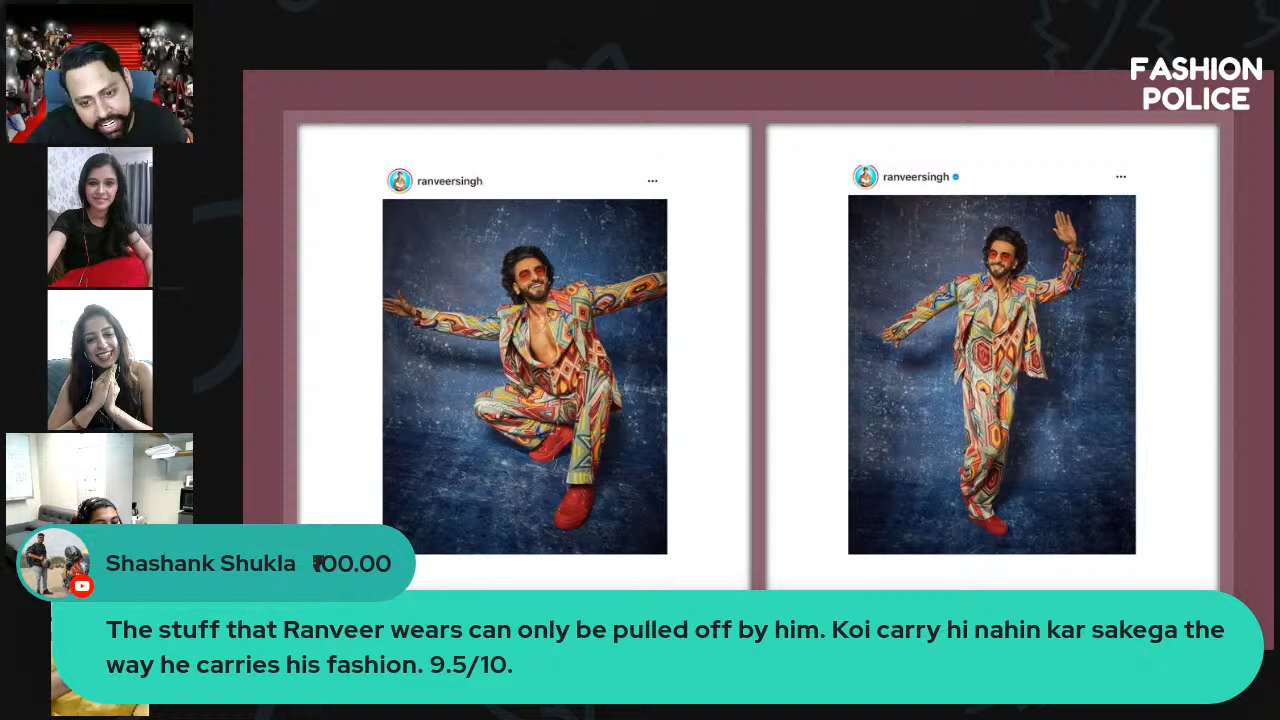 FASHION
POLICE
ranveersingh
ranveersingh
Shashank Shukla
The stuff that Ranveer wears can only be pulled off by him. Koi carry hi nahin kar sakega the
way he carries his fashion. 9.5/10.